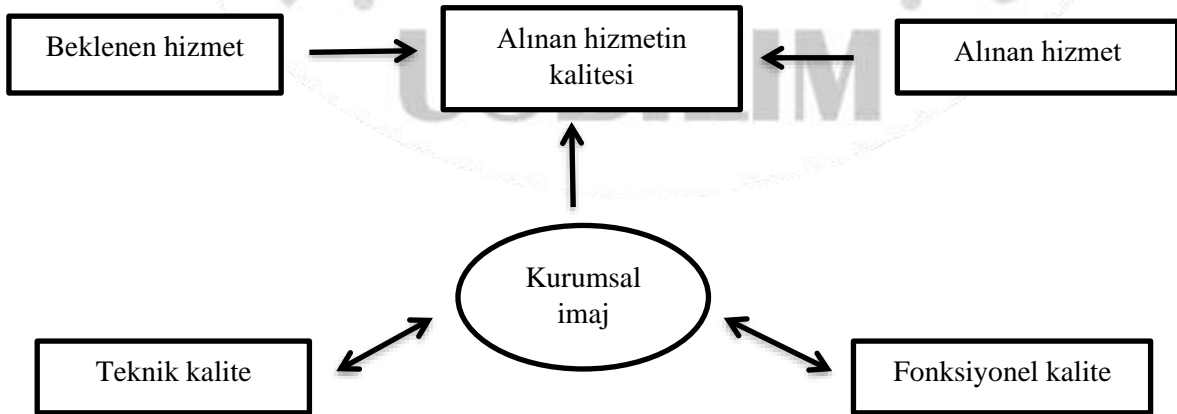 Beklenen hizmet
Alınan hizmetin
kalitesi
Alınan hizmet
Kurumsal
imaj
Teknik kalite
Fonksiyonel kalite